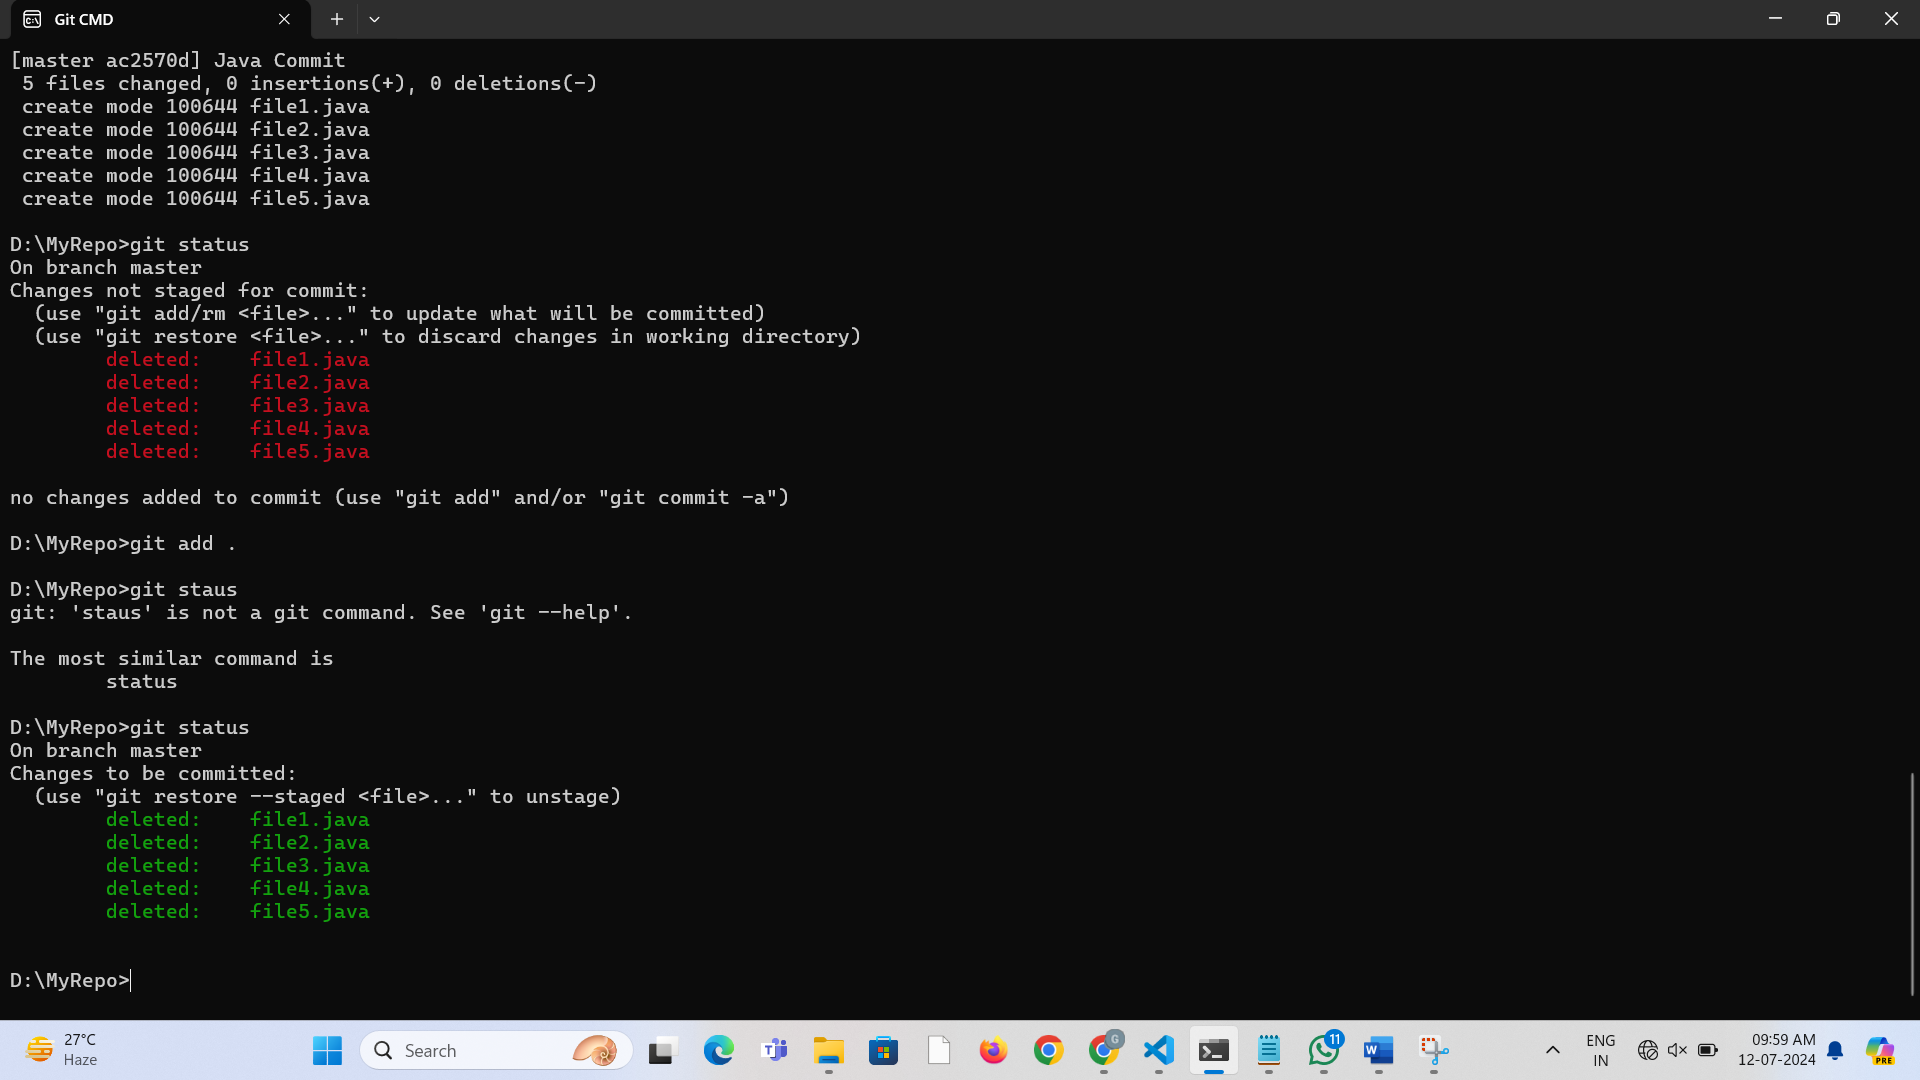 Git CMD
[master ac2570d] Java Commit
 5 files changed, 0 insertions(+), 0 deletions(-)
 create mode 100644 file1.java
 create mode 100644 file2.java
 create mode 100644 file3.java
 create mode 100644 file4.java
 create mode 100644 file5.java

D:\MyRepo>git status
On branch master
Changes not staged for commit:
  (use "git add/rm <file>..." to update what will be committed)
  (use "git restore <file>..." to discard changes in working directory)
        deleted:    file1.java
        deleted:    file2.java
        deleted:    file3.java
        deleted:    file4.java
        deleted:    file5.java

no changes added to commit (use "git add" and/or "git commit -a")

D:\MyRepo>git add .

D:\MyRepo>git staus
git: 'staus' is not a git command. See 'git --help'.

The most similar command is
        status

D:\MyRepo>git status
On branch master
Changes to be committed:
  (use "git restore --staged <file>..." to unstage)
        deleted:    file1.java
        deleted:    file2.java
        deleted:    file3.java
        deleted:    file4.java
        deleted:    file5.java

D:\MyRepo>
27°C
Haze
Search
G
11
ENG
IN
09:59 AM
12-07-2024
PRE